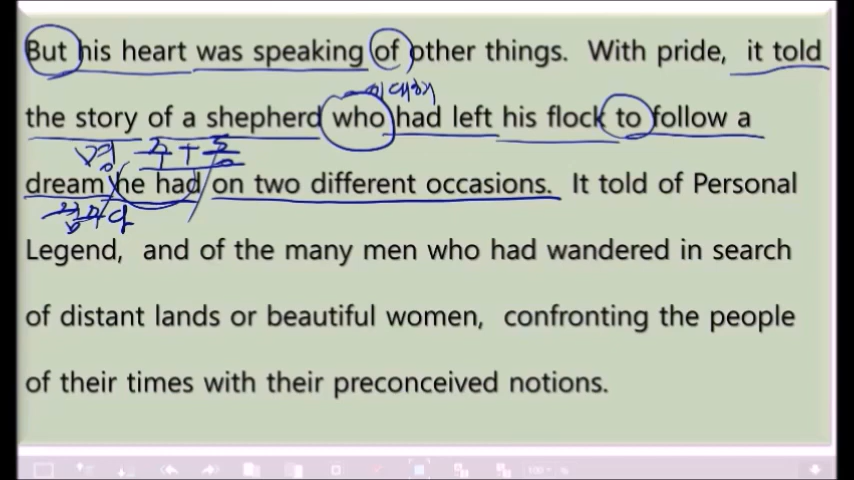 But his heart was speaking of other things. With pride, it told
the story of a shepherd who had left his flock to follow a
dream he had on two different occasions. It told of Personal
Legend, and of the many men who had wandered in search
of distant lands or beautiful women, confronting the people
of their times with their preconceived notions.